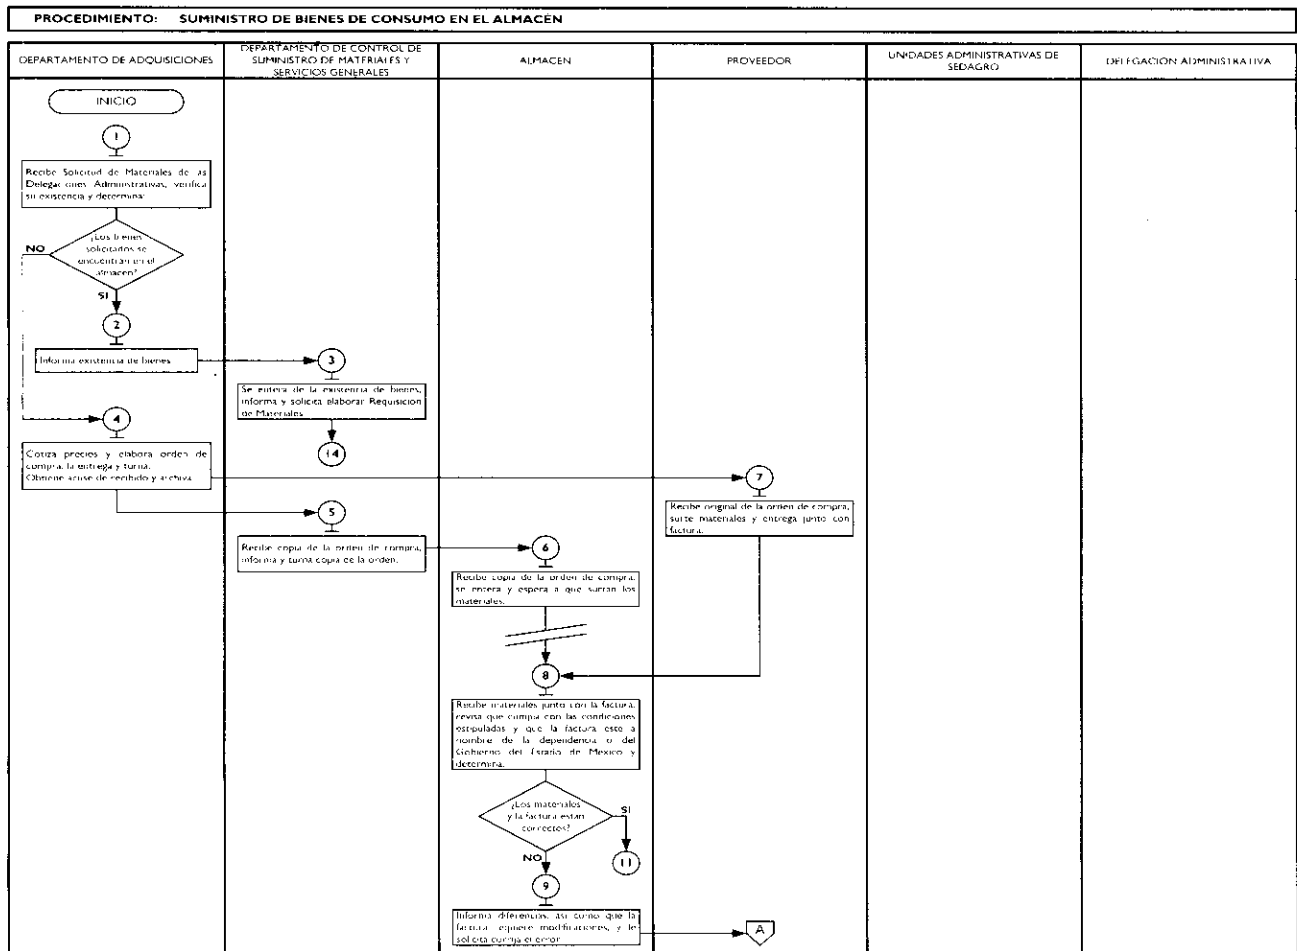 PROCEDIMIENTO: SUMINISTRO DE BIENES DE CONSUMO EN EL ALMACÉN
DEPARTAMENTO DE ADQUISICIONES
DEPARTAMENTO DE CONTROL DE
SUMINISTRO DE MATERIALES Y
SERVICIOS GENERALES
ALMACEN
PROVEEDOR
UNIDADES ADMINISTRATIVAS DE
SEDAGRO
DELEGACION ADMINISTRATIVA
INICIO
1
Recibe Solicitud de Materiales de las
Delegaciones Administrativas, verifica
su existencia y determina:
¿Los bienes
solicitados se
encuentran en el
almacen?
NO
SI
2
Informa existencia de bienes
3
Se entera de la existencia de bienes,
informa y solicita elaborar Requisicion
de Materiales
14
4
Cotiza precios y elabora orden de
compra, la entrega y turna.
Obtiene acuse de recibido y archiva.
7
Recibe original de la orden de compra,
surte materiales y entrega junto con
factura.
5
Recibe copia de la orden de compra,
informa y turna copia de la orden.
6
Recibe copia de la orden de compra,
se entera y espera a que surtan los
materiales.
8
Recibe materiales junto con la factura,
revisa que cumpla con las condiciones
estipuladas y que la factura este a
nombre de la dependencia o del
Gobierno del Estado de Mexico y
determina.
¿Los materiales
y la factura estan
correctos?
SI
11
NO
9
Informa diferencias, asi como que la
factura requiere modificaciones, y le
solicita corrija el error
A